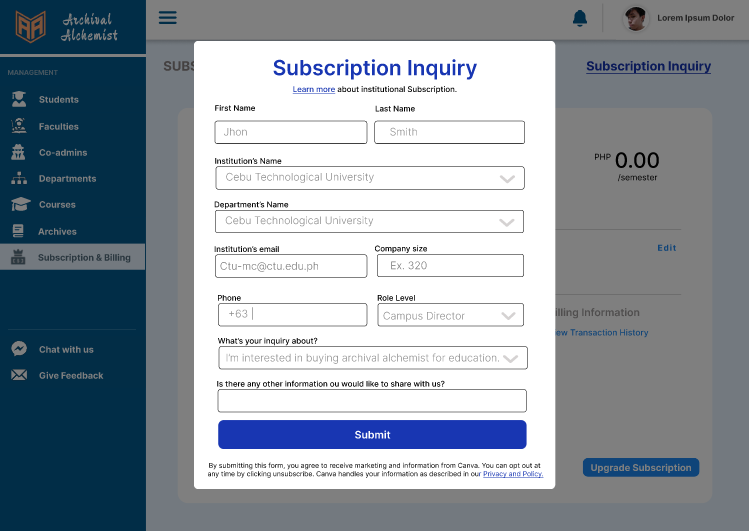 Archival
Alchemist
MANAGEMENT
Students
Faculties
Co-admins
Departments
Courses
Archives
Subscription & Billing
Chat with us
Give Feedback
Lorem Ipsum Dolor
SUBS
Subscription Inquiry
PHP 0.00
/semester
Edit
illing Information
ew Transaction History
Upgrade Subscription
Subscription Inquiry
Learn more about institutional Subscription.
First Name Last Name
Jhon Smith
Institution's Name
Cebu Technological University
Department's Name
Cebu Technological University
Institution's email Company size
Ctu-mc@ctu.edu.ph Ex. 320
Phone Role Level
+63 | Campus Director
What's your inquiry about?
I'm interested in buying archival alchemist for education.
Is there any other information ou would like to share with us?
Submit
By submitting this form, you agree to receive marketing and information from Canva. You can opt out at
any time by clicking unsubscribe. Canva handles your information as described in our Privacy and Policy.